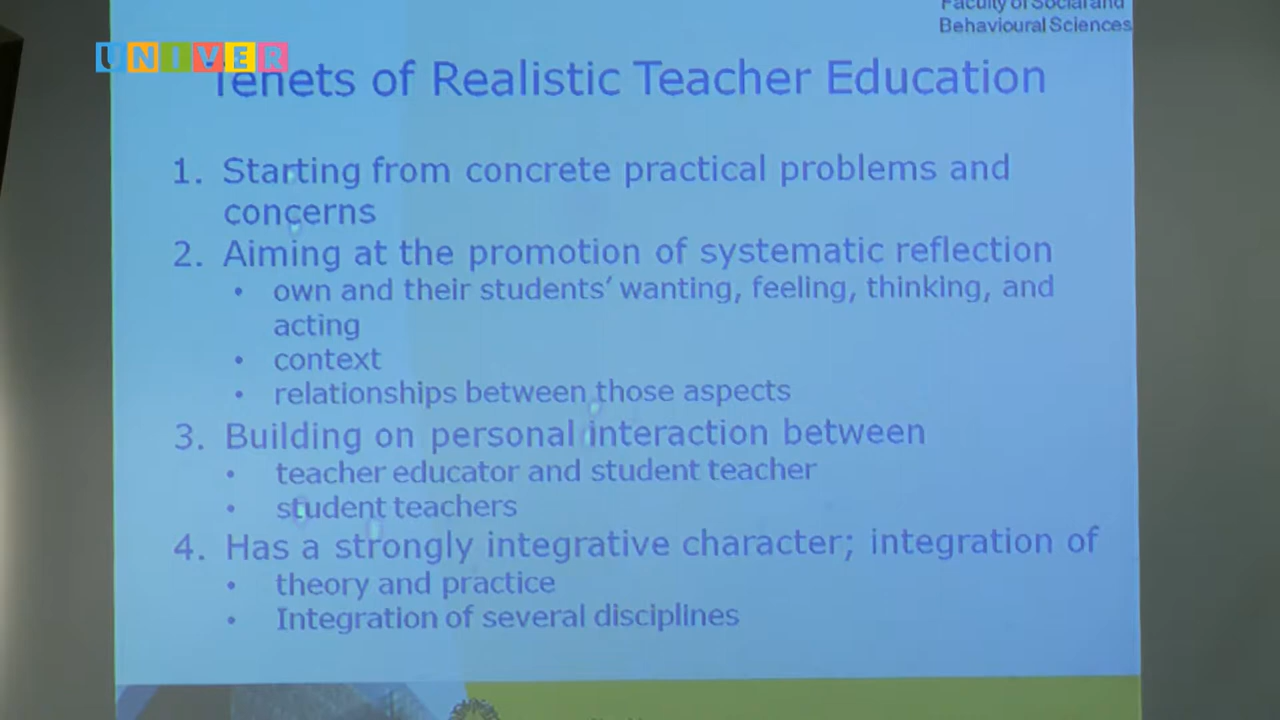 Faculty of Social and
Behavioural Sciences
UNIVER
Tenets of Realistic Teacher Education
1. Starting from concrete practical problems and
concerns
2. Aiming at the promotion of systematic reflection
• own and their students’ wanting, feeling, thinking, and
acting
• context
• relationships between those aspects
3. Building on personal interaction between
• teacher educator and student teacher
• student teachers
4. Has a strongly integrative character; integration of
• theory and practice
• Integration of several disciplines